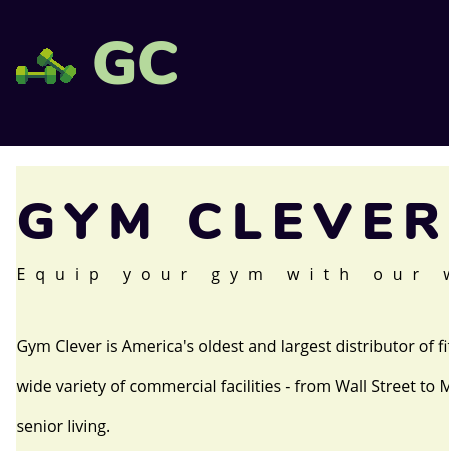 GC
GYM CLEVER
Equip your gym with our
Gym Clever is America's oldest and largest distributor of
wide variety of commercial facilities - from Wall Street to
senior living.